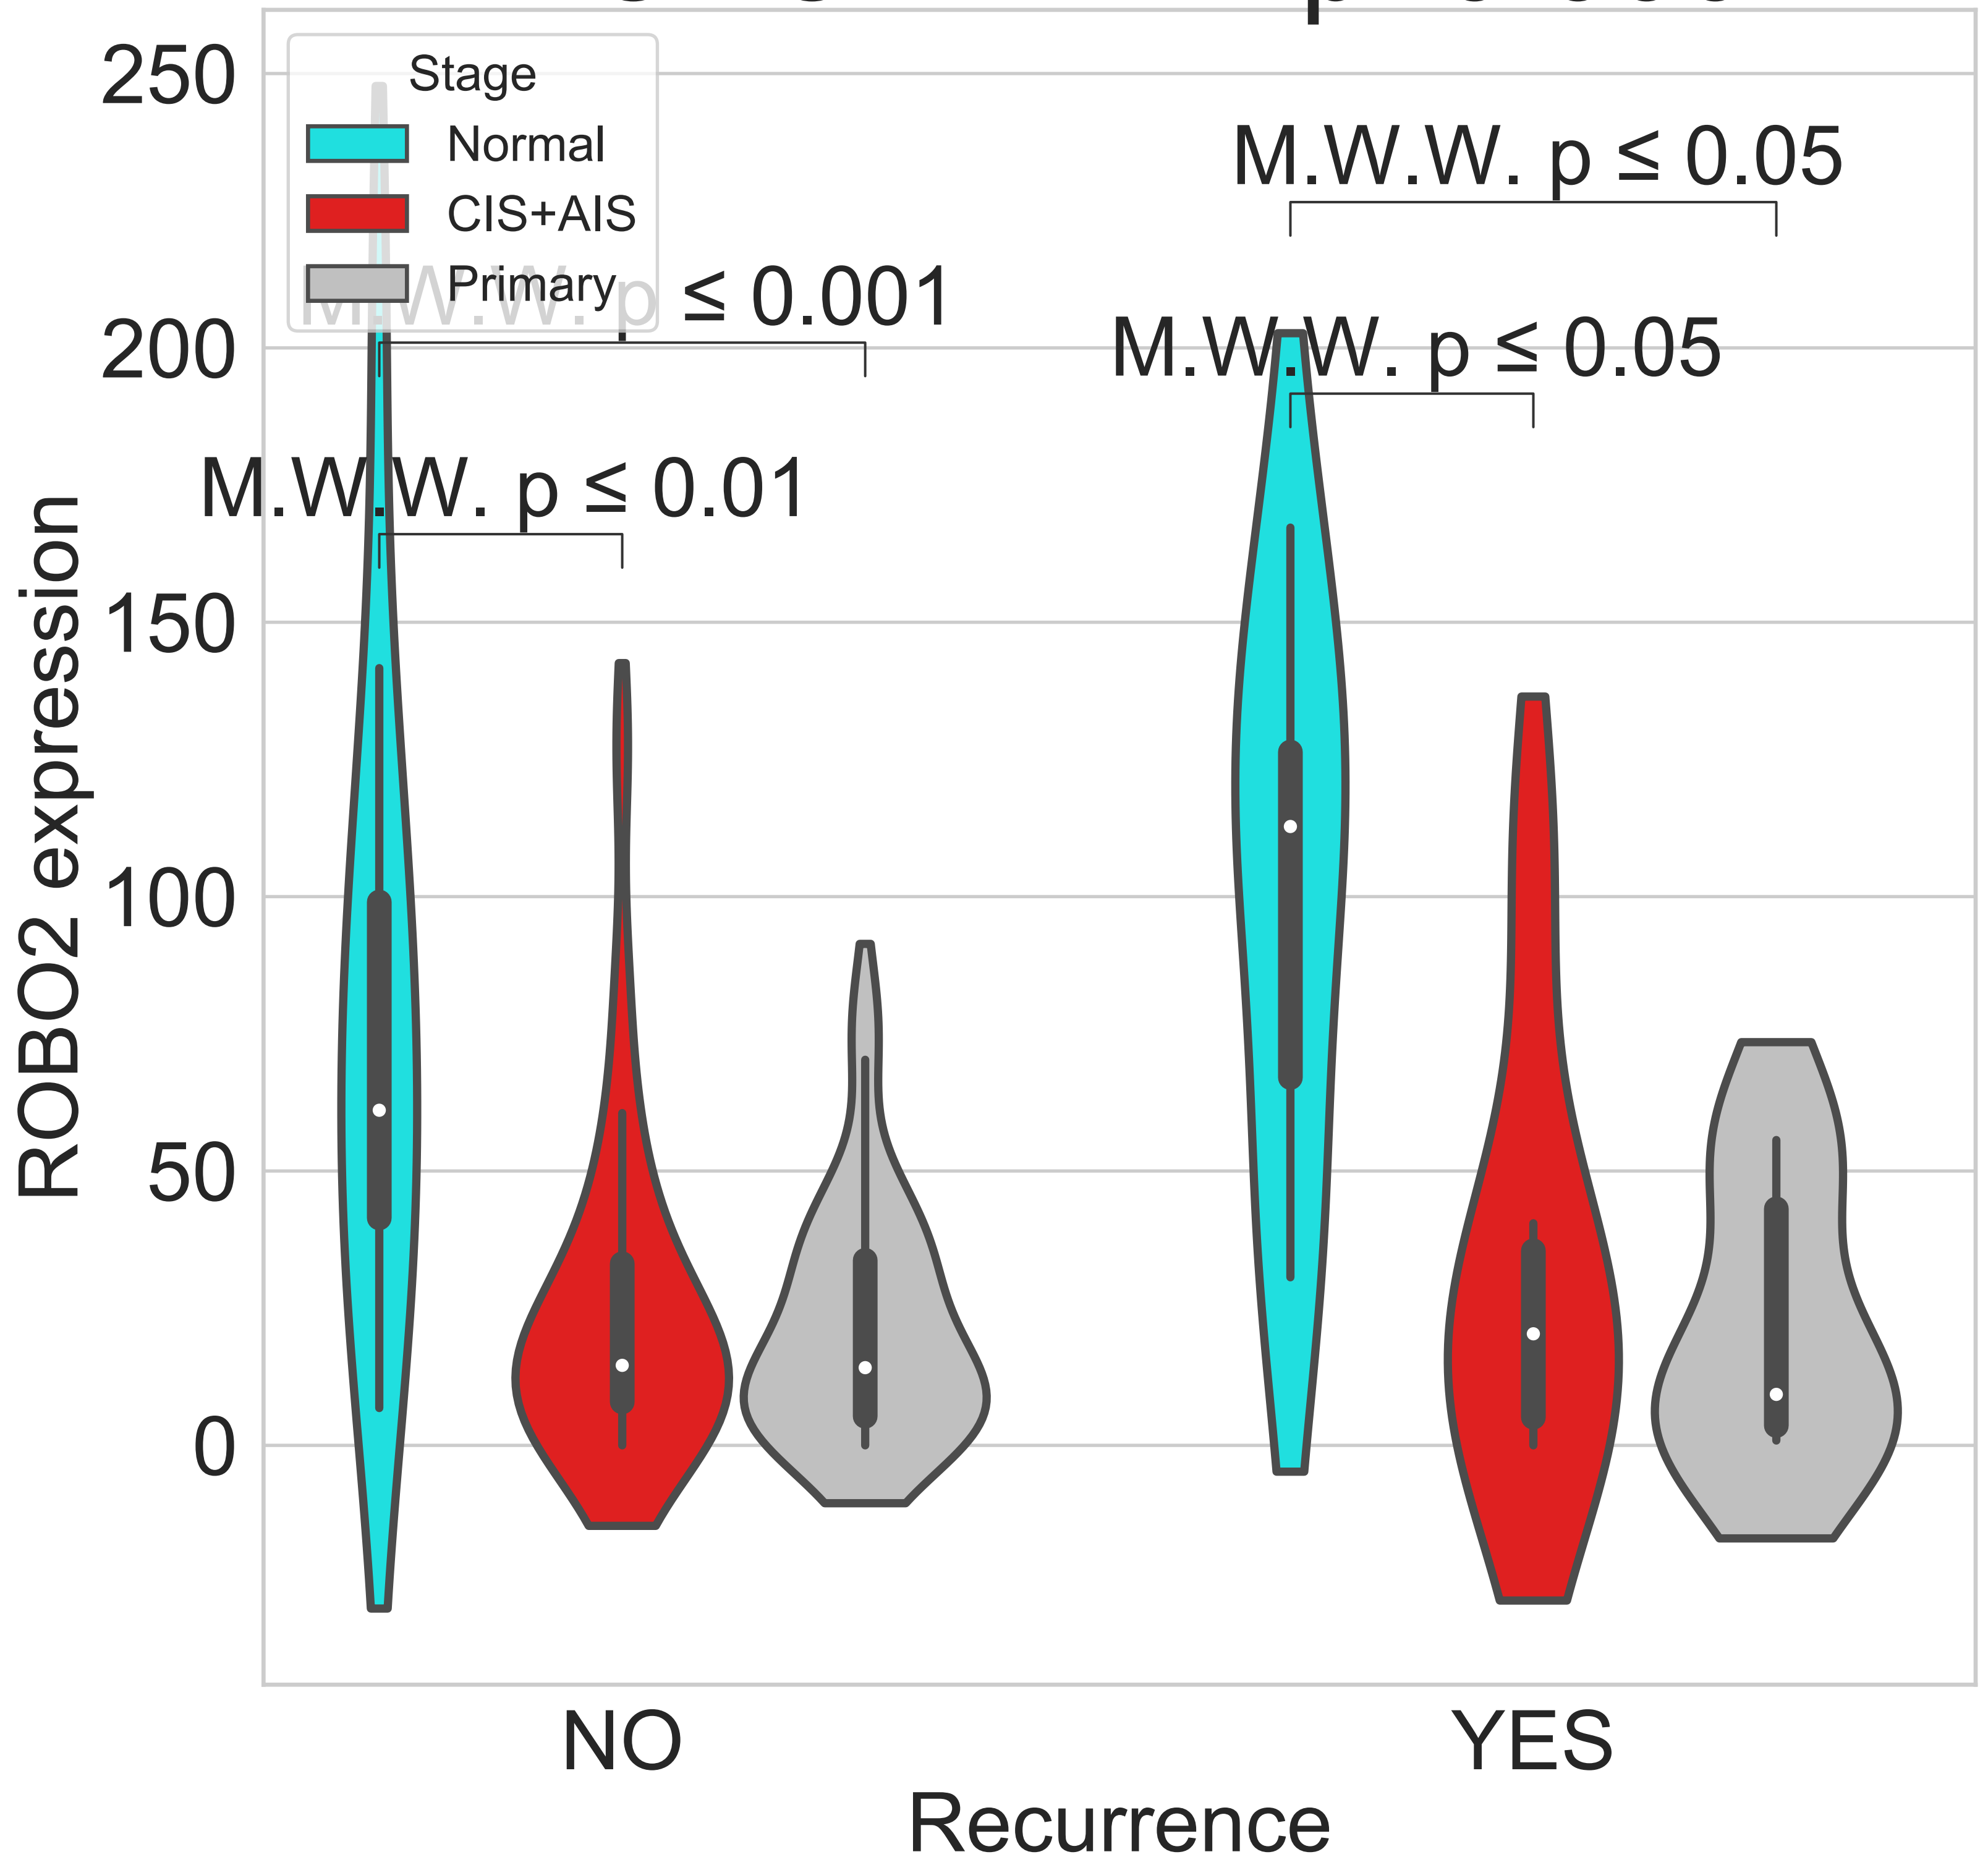 250
200
150
100
50
0
ROBO2 expression
Stage
Normal
CIS+AIS
Primary
M.W.W. p ≤ 0.05
M.W.W. p ≤ 0.001
M.W.W. p ≤ 0.05
M.W.W. p ≤ 0.01
NO
YES
Recurrence